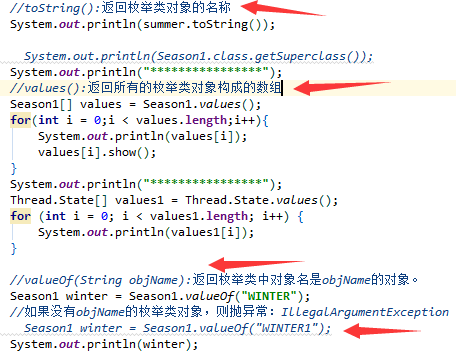 //toString():返回枚举类对象的名称
System.out.println(summer.toString());
System.out.println(Season1.class.getSuperclass());
System.out.println("****************");
//values():返回所有的枚举类对象构成的数组
Season1[] values = Season1.values();
for(int i = 0;i < values.length;i++){
System.out.println(values[i]);
values[i].show();
}
System.out.println("****************");
Thread.State[] values1 = Thread.State.values();
for (int i = 0; i < values1.length; i++) {
System.out.println(values1[i]);
}
//valueOf(String objName):返回枚举类中对象名是objName的对象。
Season1 winter = Season1.valueOf("WINTER");
//如果没有objName的枚举类对象，则抛异常：IllegalArgumentException
Season1 winter = Season1.valueOf("WINTER1");
System.out.println(winter);